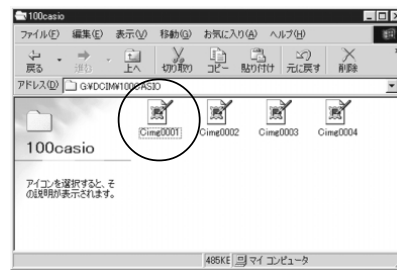 100casio
ファイル(F) 編集(E) 表示(V) 移動(G) お気に入り(A) ヘルプ(H)
戻る 進む 上へ 切り取り コピー 貼り付け 元に戻す 削除
アドレス(D) G:¥DCIM¥100CASIO
Cimg0001 Cimg0002 Cimg0003 Cimg0004
100casio
アイコンを選択すると、そ
の説明が表示されます。
485KE マイ コンピュータ